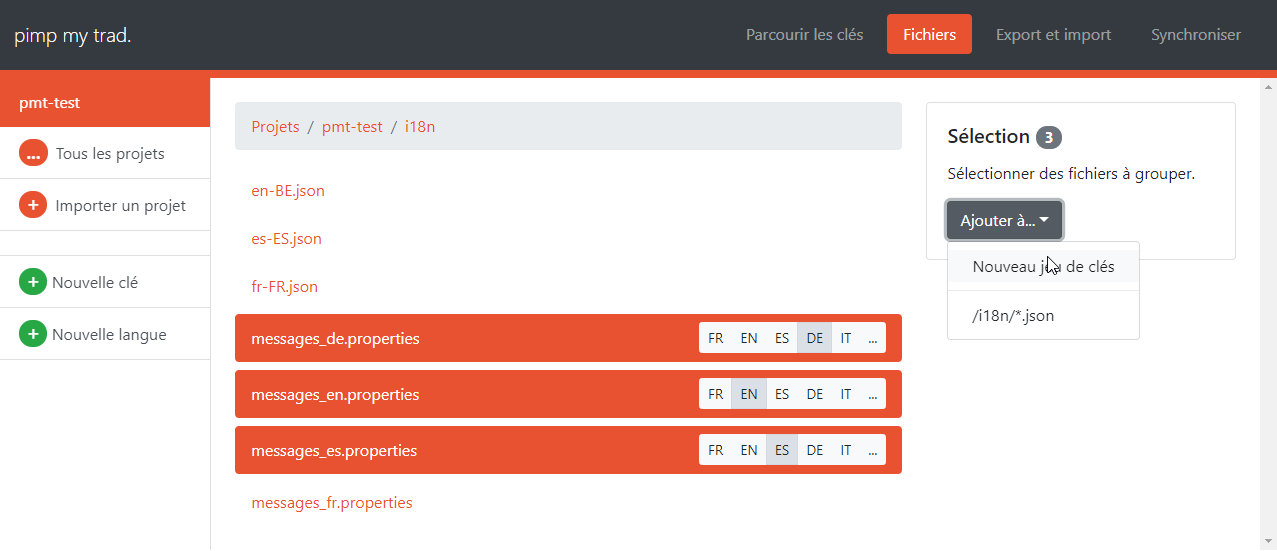 pimp my trad.
Parcourir les clés
Fichiers
Export et import
Synchroniser
pmt-test
... Tous les projets
+ Importer un projet
+ Nouvelle clé
+ Nouvelle langue
Projets / pmt-test / i18n
en-BE.json
es-ES.json
fr-FR.json
messages_de.properties FR EN ES DE IT ...
messages_en.properties FR EN ES DE IT ...
messages_es.properties FR EN ES DE IT ...
messages_fr.properties
Sélection 3
Sélectionner des fichiers à grouper.
Ajouter à...
Nouveau jeu de clés
/i18n/*.json